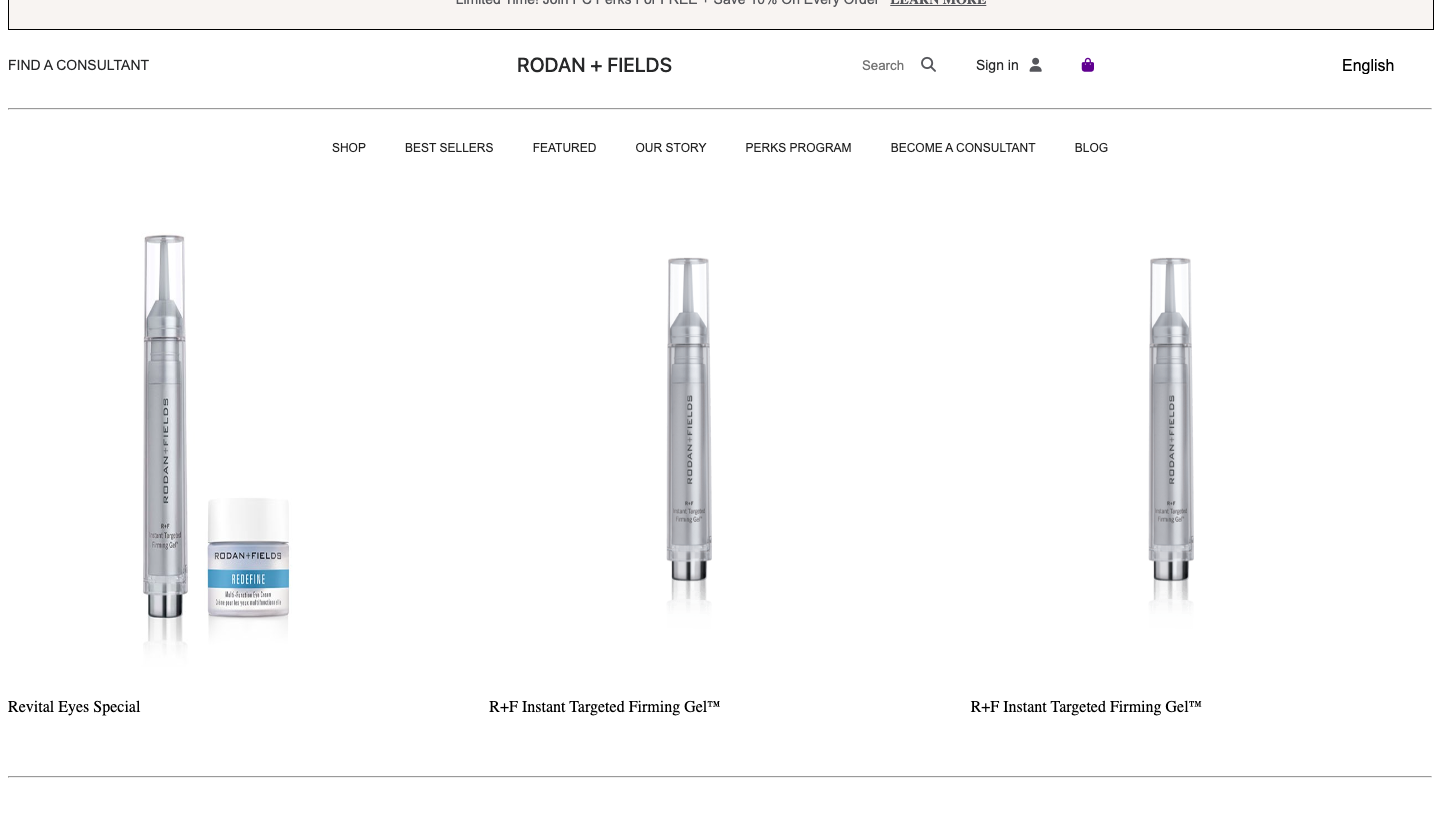 Limited Time! Join PC Perks For FREE + Save 10% On Every Order LEARN MORE
FIND A CONSULTANT
RODAN + FIELDS
Search
Sign in
English
SHOP
BEST SELLERS
FEATURED
OUR STORY
PERKS PROGRAM
BECOME A CONSULTANT
BLOG
RODAN+FIELDS
R+F
Instant Targeted
Firming Gel™
RODAN+FIELDS
REDEFINE
Multi-Function Eye Cream
Crème pour les yeux multifonctionnelle
RODAN+FIELDS
R+F
Instant Targeted
Firming Gel™
RODAN+FIELDS
R+F
Instant Targeted
Firming Gel™
Revital Eyes Special
R+F Instant Targeted Firming Gel™
R+F Instant Targeted Firming Gel™